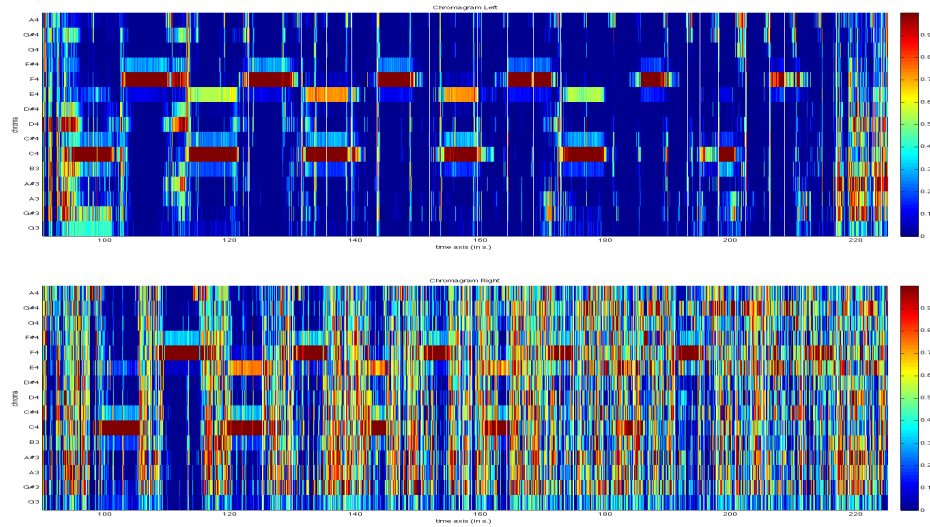 Chromagram Left
A4
G#4
G4
F#4
F4
E4
D#4
D4
C#4
C4
B3
A#3
A3
G#3
G3
chroma
100
120
140
160
180
200
220
time axis (in s.)
0.9
0.8
0.7
0.6
0.5
0.4
0.3
0.2
0.1
0
Chromagram Right
A4
G#4
G4
F#4
F4
E4
D#4
D4
C#4
C4
B3
A#3
A3
G#3
G3
chroma
100
120
140
160
180
200
220
time axis (in s.)
0.9
0.8
0.7
0.6
0.5
0.4
0.3
0.2
0.1
0